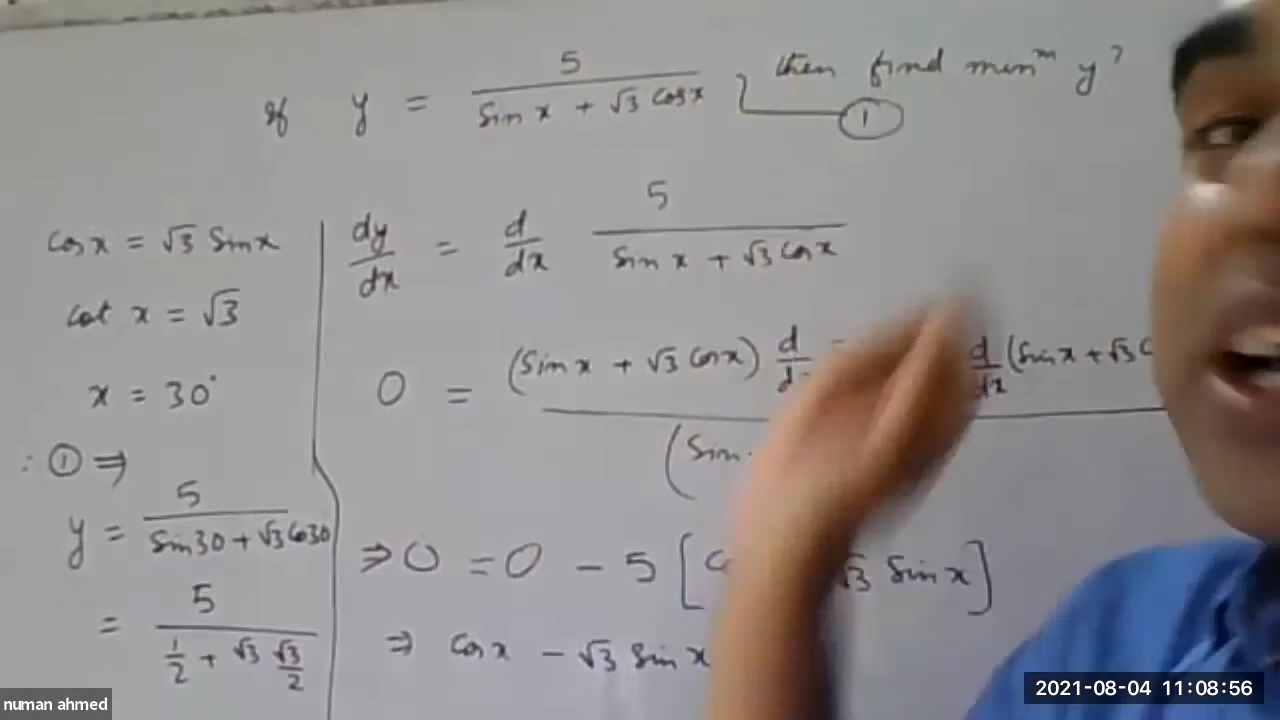 If y = 5 / (Sin x + √3 cos x) then find min^m y? ①
cos x = √3 Sin x
cot x = √3
x = 30°
∴ ① ⇒
y = 5 / (Sin 30 + √3 Cos 30)
= 5 / (1/2 + √3 √3/2)
dy/dx = d/dx 5 / (Sin x + √3 Cos x)
0 = (Sin x + √3 Cos x) d/dx (Sin x + √3
(Sin
⇒ 0 = 0 - 5 [ √3 Sin x]
⇒ Cos x - √3 Sin x
numan ahmed
2021-08-04 11:08:56